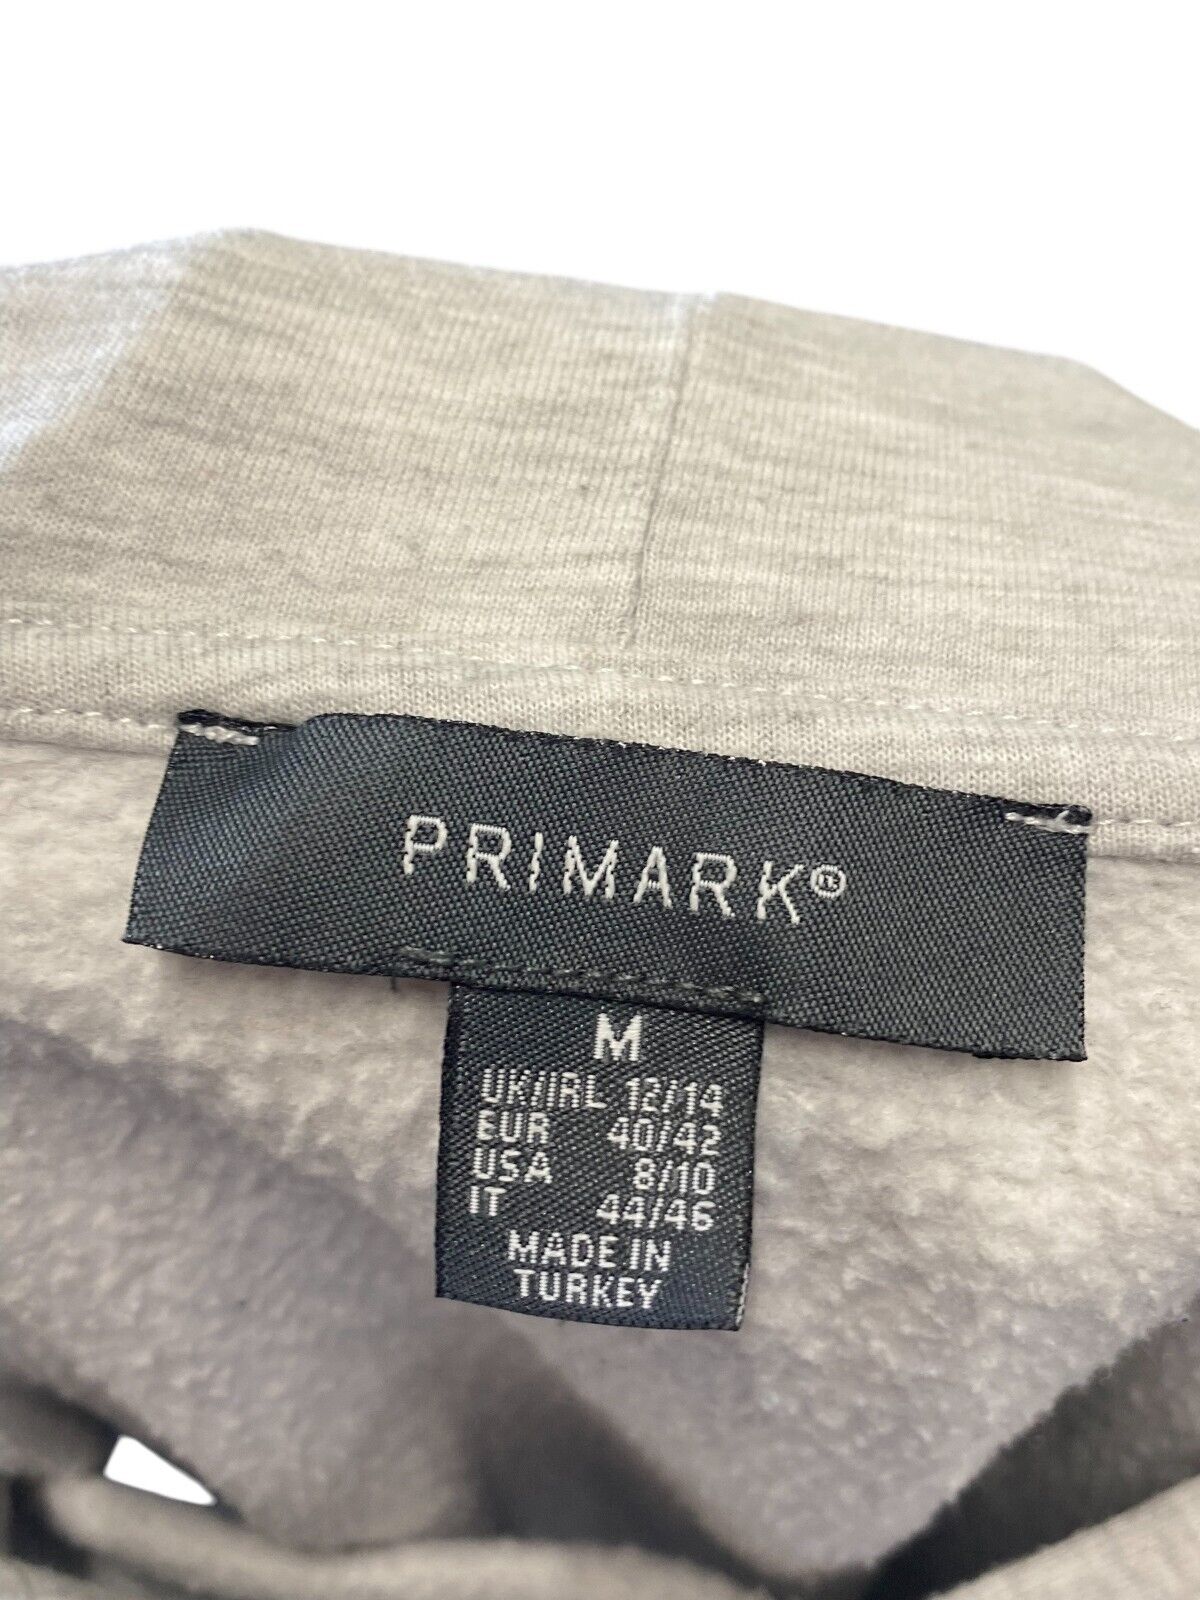 PRIMARK®
M
UK/IRL 12/14
EUR 40/42
USA 8/10
IT 44/46
MADE IN
TURKEY